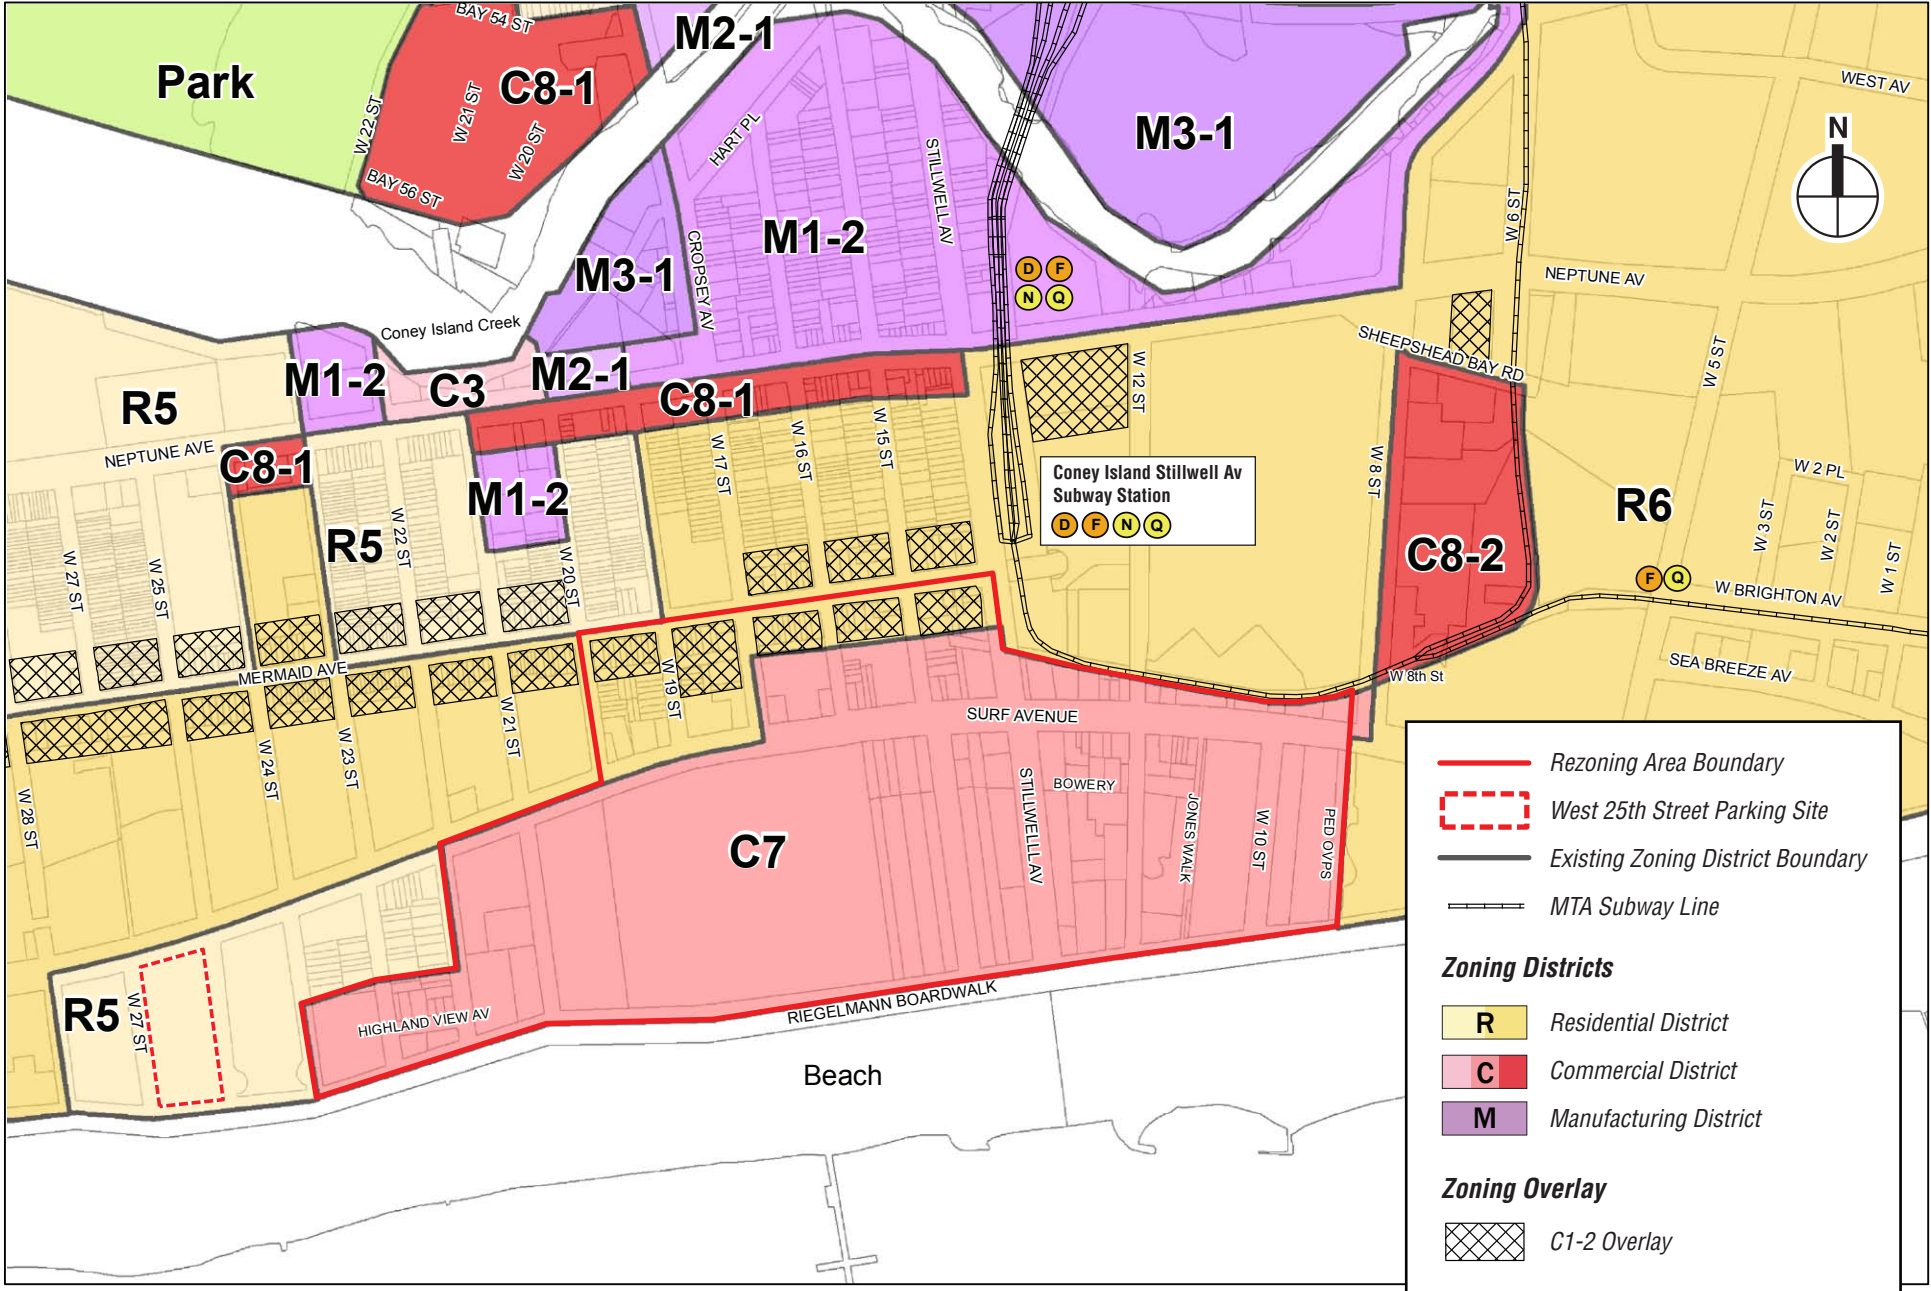 BAY 54 ST
M2-1
Park
C8-1
W 22 ST
W 21 ST
W 20 ST
BAY 56 ST
HART PL
STILLWELL AV
M3-1
WEST AV
N
M1-2
M3-1
CROPSEY AV
D F
N Q
W 6 ST
NEPTUNE AV
Coney Island Creek
SHEEPSHEAD BAY RD
W 5 ST
M1-2
C3
M2-1
C8-1
W 12 ST
R5
NEPTUNE AVE
C8-1
W 17 ST
W 16 ST
W 15 ST
W 8 ST
M1-2
Coney Island Stillwell Av
Subway Station
D F N Q
W 2 PL
R6
W 3 ST
W 2 ST
W 1 ST
R5
W 22 ST
W 27 ST
W 25 ST
W 20 ST
C8-2
F Q
W BRIGHTON AV
MERMAID AVE
W 19 ST
W 8th St
SEA BREEZE AV
W 21 ST
W 24 ST
W 23 ST
W 28 ST
SURF AVENUE
STILLWELLL AV
BOWERY
JONES WALK
W 10 ST
PED OVPS
C7
R5
W 27 ST
HIGHLAND VIEW AV
RIEGELMANN BOARDWALK
Beach
Rezoning Area Boundary
West 25th Street Parking Site
Existing Zoning District Boundary
MTA Subway Line
Zoning Districts
R Residential District
C Commercial District
M Manufacturing District
Zoning Overlay
C1-2 Overlay